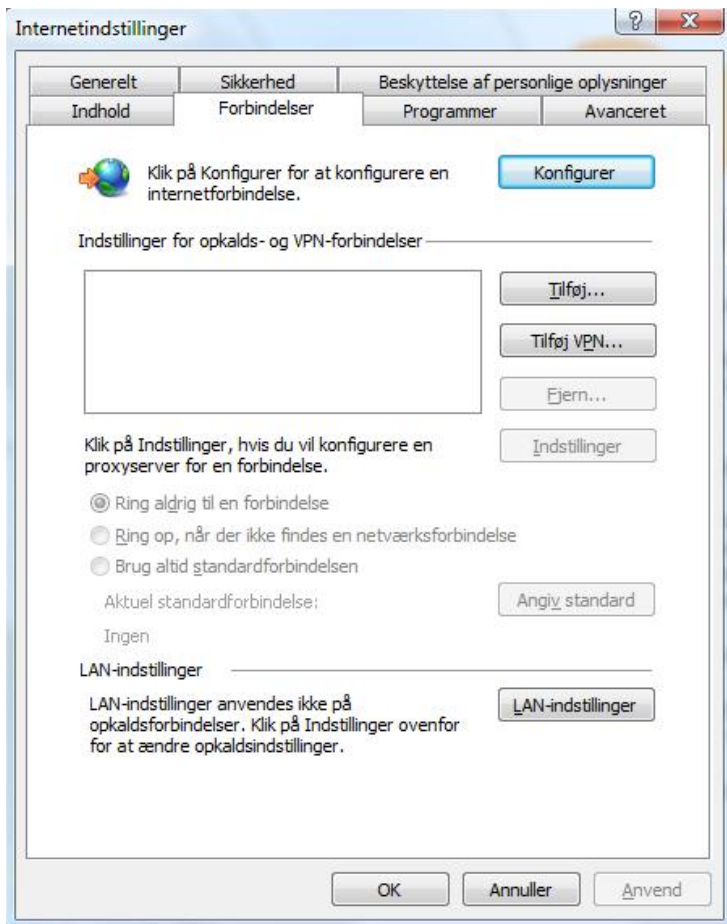 Internetindstillinger
Generelt
Sikkerhed
Beskyttelse af personlige oplysninger
Indhold
Forbindelser
Programmer
Avanceret
Klik på Konfigurer for at konfigurere en
internetforbindelse.
Konfigurer
Indstillinger for opkalds- og VPN-forbindelser
Tilføj...
Tilføj VPN...
Fjern...
Klik på Indstillinger, hvis du vil konfigurere en
proxyserver for en forbindelse.
Indstillinger
Ring aldrig til en forbindelse
Ring op, når der ikke findes en netværksforbindelse
Brug altid standardforbindelsen
Aktuel standardforbindelse:
Angiv standard
Ingen
LAN-indstillinger
LAN-indstillinger anvendes ikke på
opkaldsforbindelser. Klik på Indstillinger ovenfor
for at ændre opkaldsindstillinger.
LAN-indstillinger
OK
Annuller
Anvend